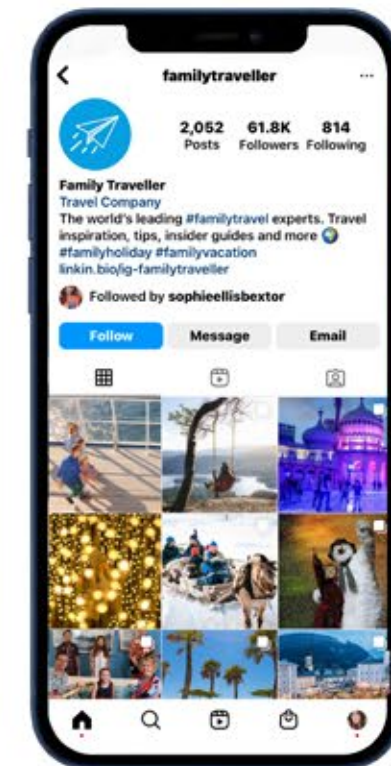 familytraveller
2,052 61.8K 814
Posts Followers Following
Family Traveller
Travel Company
The world's leading #familytravel experts. Travel
inspiration, tips, insider guides and more
#familyholiday #familyvacation
linkin.bio/ig-familytraveller
Followed by sophieellisbextor
Follow Message Email